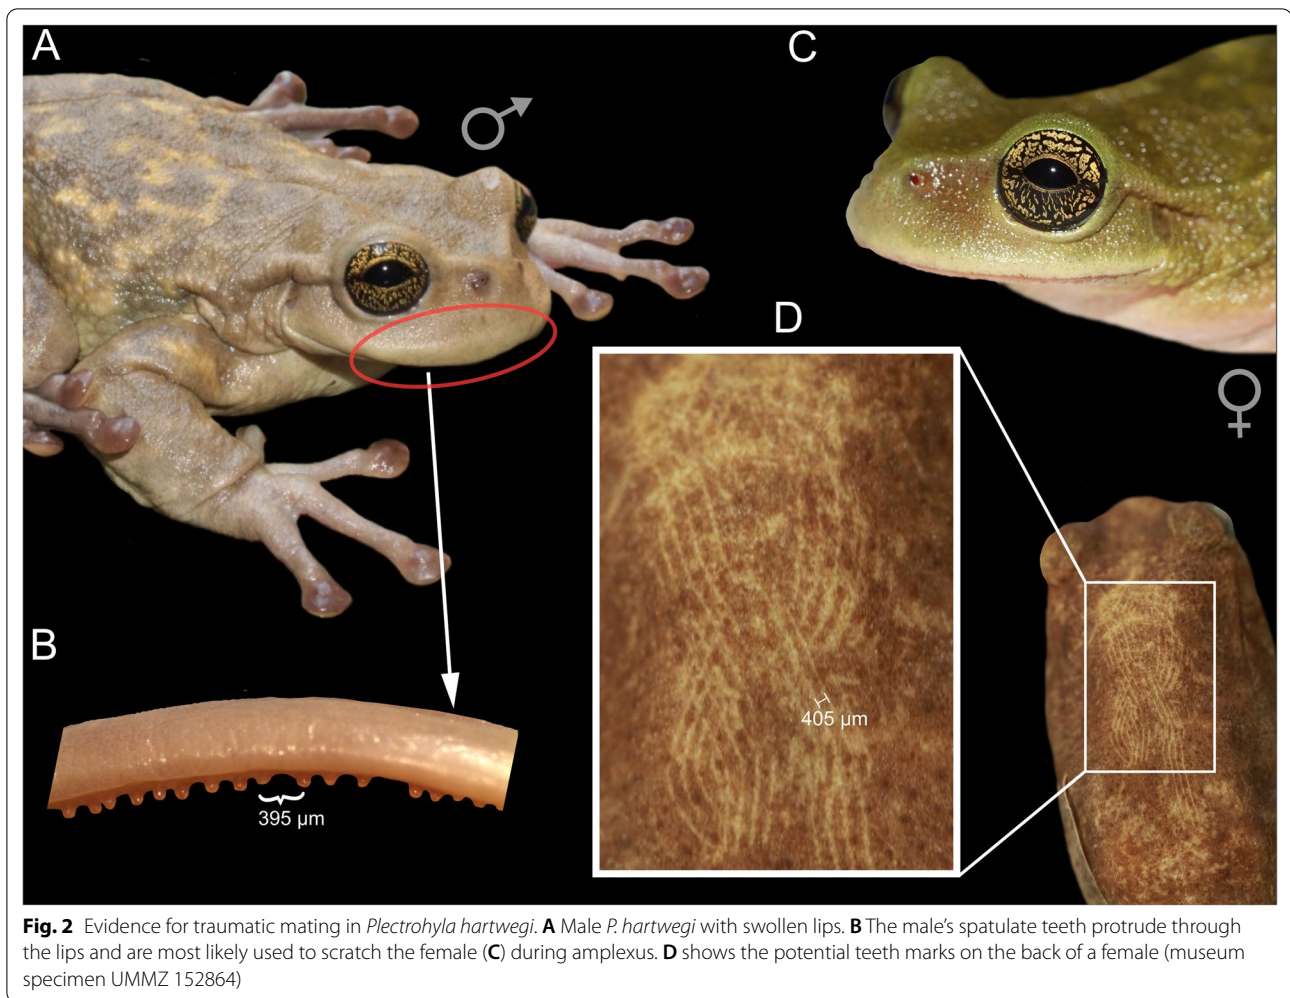 A
C
D
405 µm
B
395 µm
Fig. 2 Evidence for traumatic mating in Plectrohyla hartwegi. A Male P. hartwegi with swollen lips. B The male's spatulate teeth protrude through
the lips and are most likely used to scratch the female (C) during amplexus. D shows the potential teeth marks on the back of a female (museum
specimen UMMZ 152864)